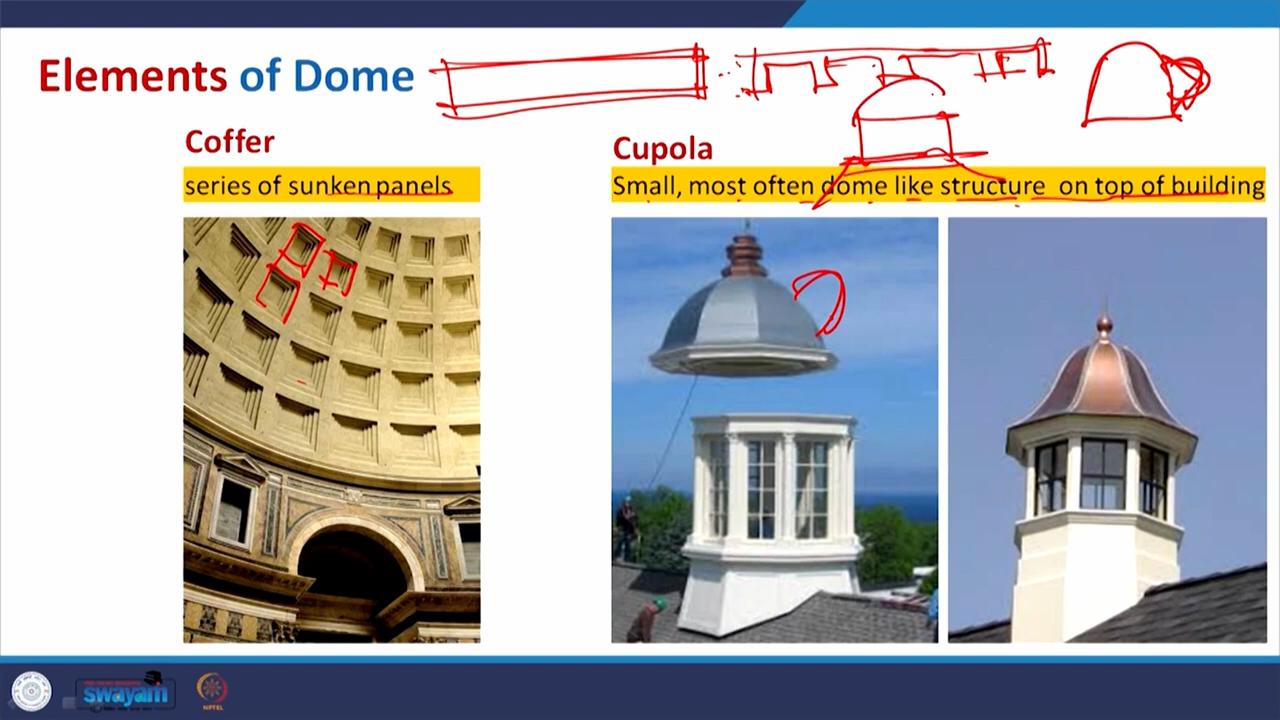 Elements of Dome
Coffer
series of sunken panels
Cupola
Small, most often dome like structure on top of building
swayam
NPTEL